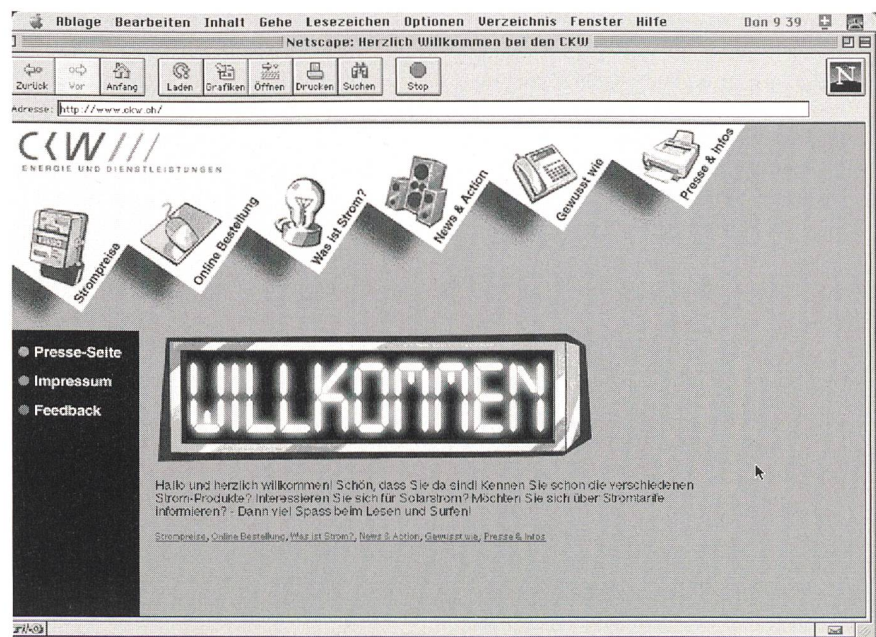 Ablage Bearbeiten Inhalt Gehe Lesezeichen Optionen Verzeichnis Fenster Hilfe Don 9 39
Netscape: Herzlich Willkommen bei den CKW
Zurück Vor Anfang Laden Grafiken Öffnen Drucken Suchen Stop
N
Adresse: http://www.ckw.ch/
CKW///
ENERGIE UND DIENSTLEISTUNGEN
Strompreise
Online Bestellung
Was ist Strom?
News & Action
Gewusst wie
Presse & Infos
Presse-Seite
Impressum
Feedback
WILLKOMMEN
Hallo und herzlich willkommen! Schön, dass Sie da sind! Kennen Sie schon die verschiedenen
Strom-Produkte? Interessieren Sie sich für Solarstrom? Möchten Sie sich über Stromtarife
informieren? - Dann viel Spass beim Lesen und Surfen!
Strompreise, Online Bestellung, Was ist Strom?, News & Action, Gewusst wie, Presse & Infos